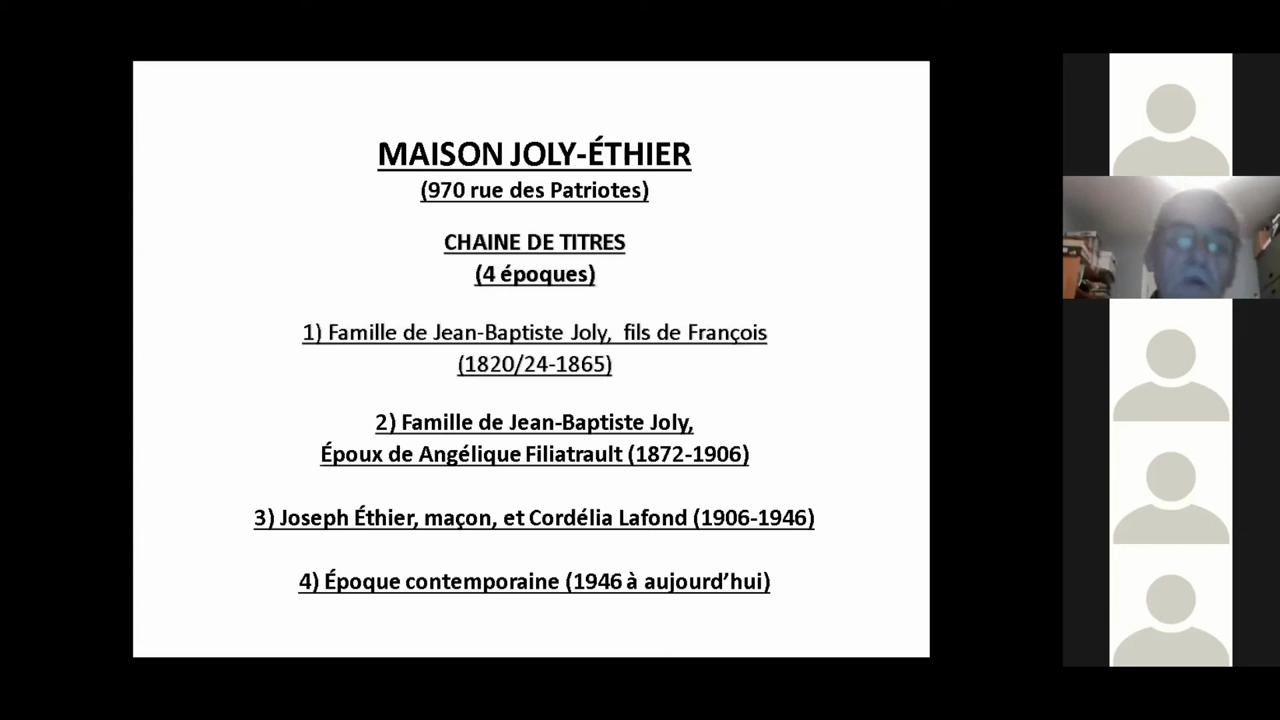 MAISON JOLY-ÉTHIER
(970 rue des Patriotes)
CHAINE DE TITRES
(4 époques)
1) Famille de Jean-Baptiste Joly, fils de François
(1820/24-1865)
2) Famille de Jean-Baptiste Joly,
Époux de Angélique Filiatrault (1872-1906)
3) Joseph Éthier, maçon, et Cordélia Lafond (1906-1946)
4) Époque contemporaine (1946 à aujourd’hui)